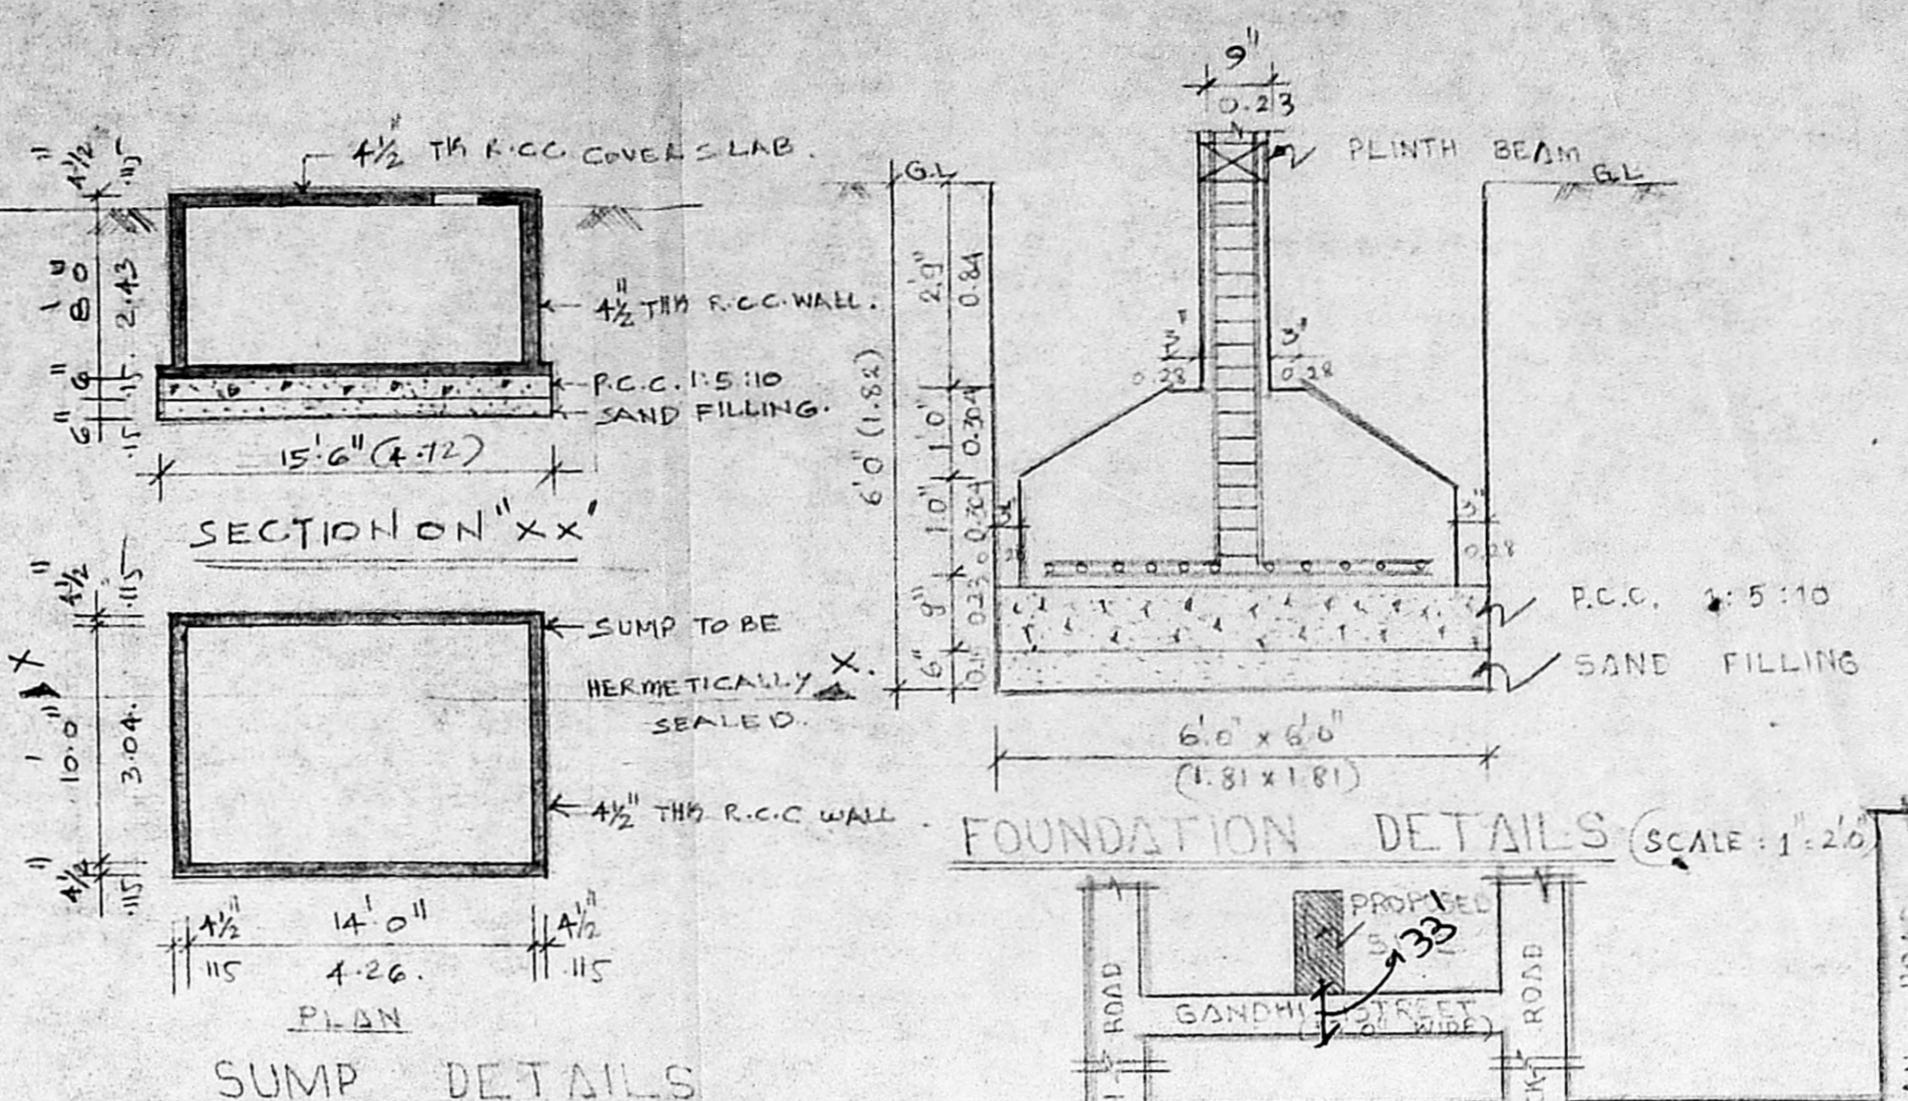 4½" THK R.C.C. COVER SLAB.
4½"
.115
8'0"
2.43
4½" THK R.C.C. WALL.
6"
.15
P.C.C. 1:5:10
6"
.15
SAND FILLING.
15'.6" (4.72)
SECTION ON "XX"
4½"
.115
SUMP TO BE
HERMETICALLY
SEALED.
X
X.
10'.0"
3.04.
4½" THK R.C.C WALL
4½"
.115
4½" 14'.0" 4½"
.115 4.26. .115
PLAN
SUMP DETAILS
9"
0.23
PLINTH BEAM
G.L
G.L
2'.9"
0.84
3" 3"
0.28 0.28
6'0" (1.82)
1'0"
0.304
1'.0"
0.304
3"
0.28
9"
0.23
P.C.C. 1:5:10
6"
SAND FILLING
6'.0" x 6'.0"
(1.81 x 1.81)
FOUNDATION DETAILS (SCALE: 1"=2'0")
PROPOSED
33'
ROAD
GANDHI STREET
WIDE)
ROAD